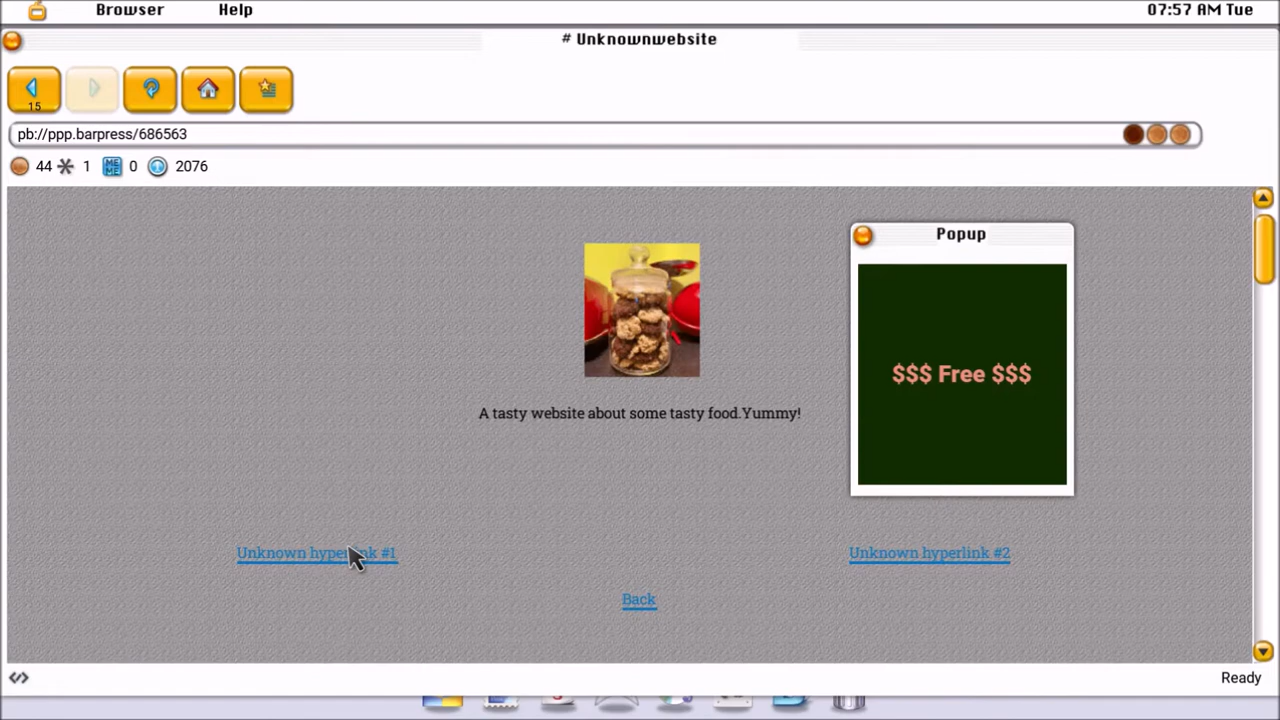 Browser Help 07:57 AM Tue
# Unknownwebsite
15
pb://ppp.barpress/686563
44 1 0 2076
Popup
$$$ Free $$$
A tasty website about some tasty food.Yummy!
Unknown hyperlink #1 Unknown hyperlink #2
Back
Ready